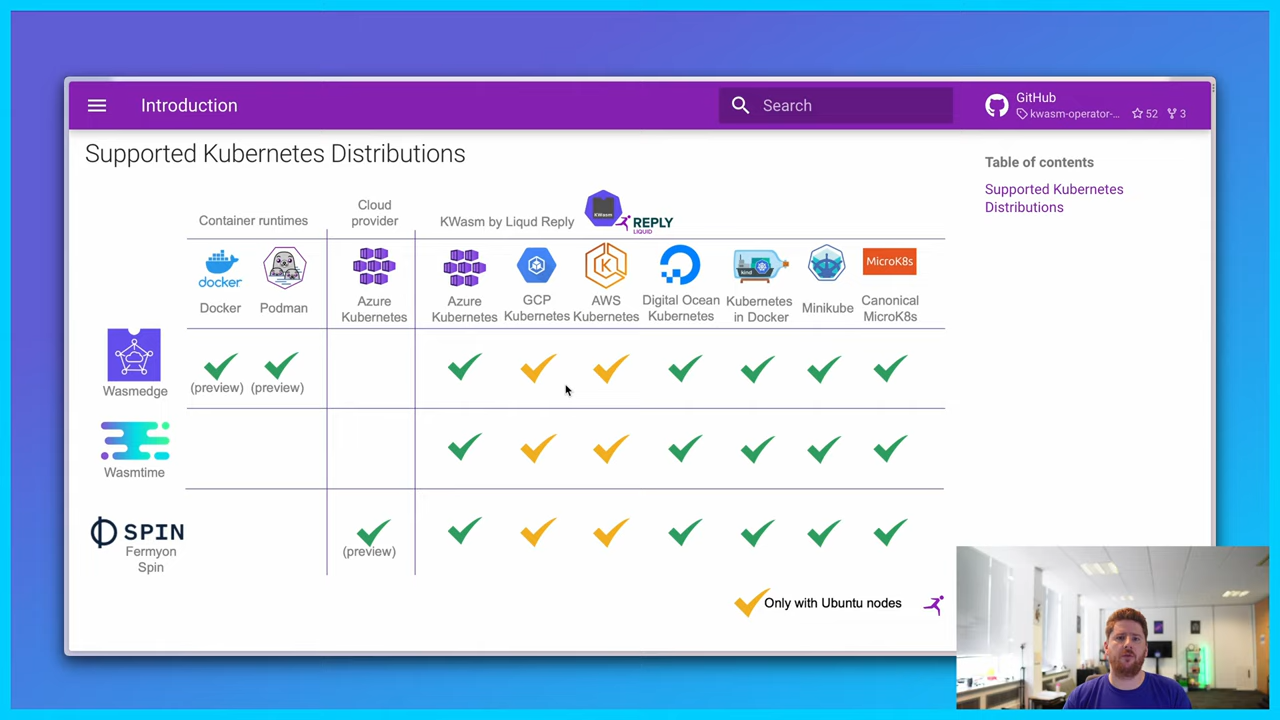 Introduction
Search
GitHub
kwasm-operator-...
52
3
Supported Kubernetes Distributions
Table of contents
Supported Kubernetes
Distributions
Container runtimes
Cloud
provider
KWasm by Liqud Reply
KWasm
REPLY
LIQUID
docker
Docker
Podman
Azure
Kubernetes
Azure
Kubernetes
GCP
Kubernetes
AWS
Kubernetes
Digital Ocean
Kubernetes
kind
Kubernetes
in Docker
Minikube
MicroK8s
Canonical
MicroK8s
Wasmedge
(preview)
(preview)
Wasmtime
SPIN
Fermyon
Spin
(preview)
Only with Ubuntu nodes